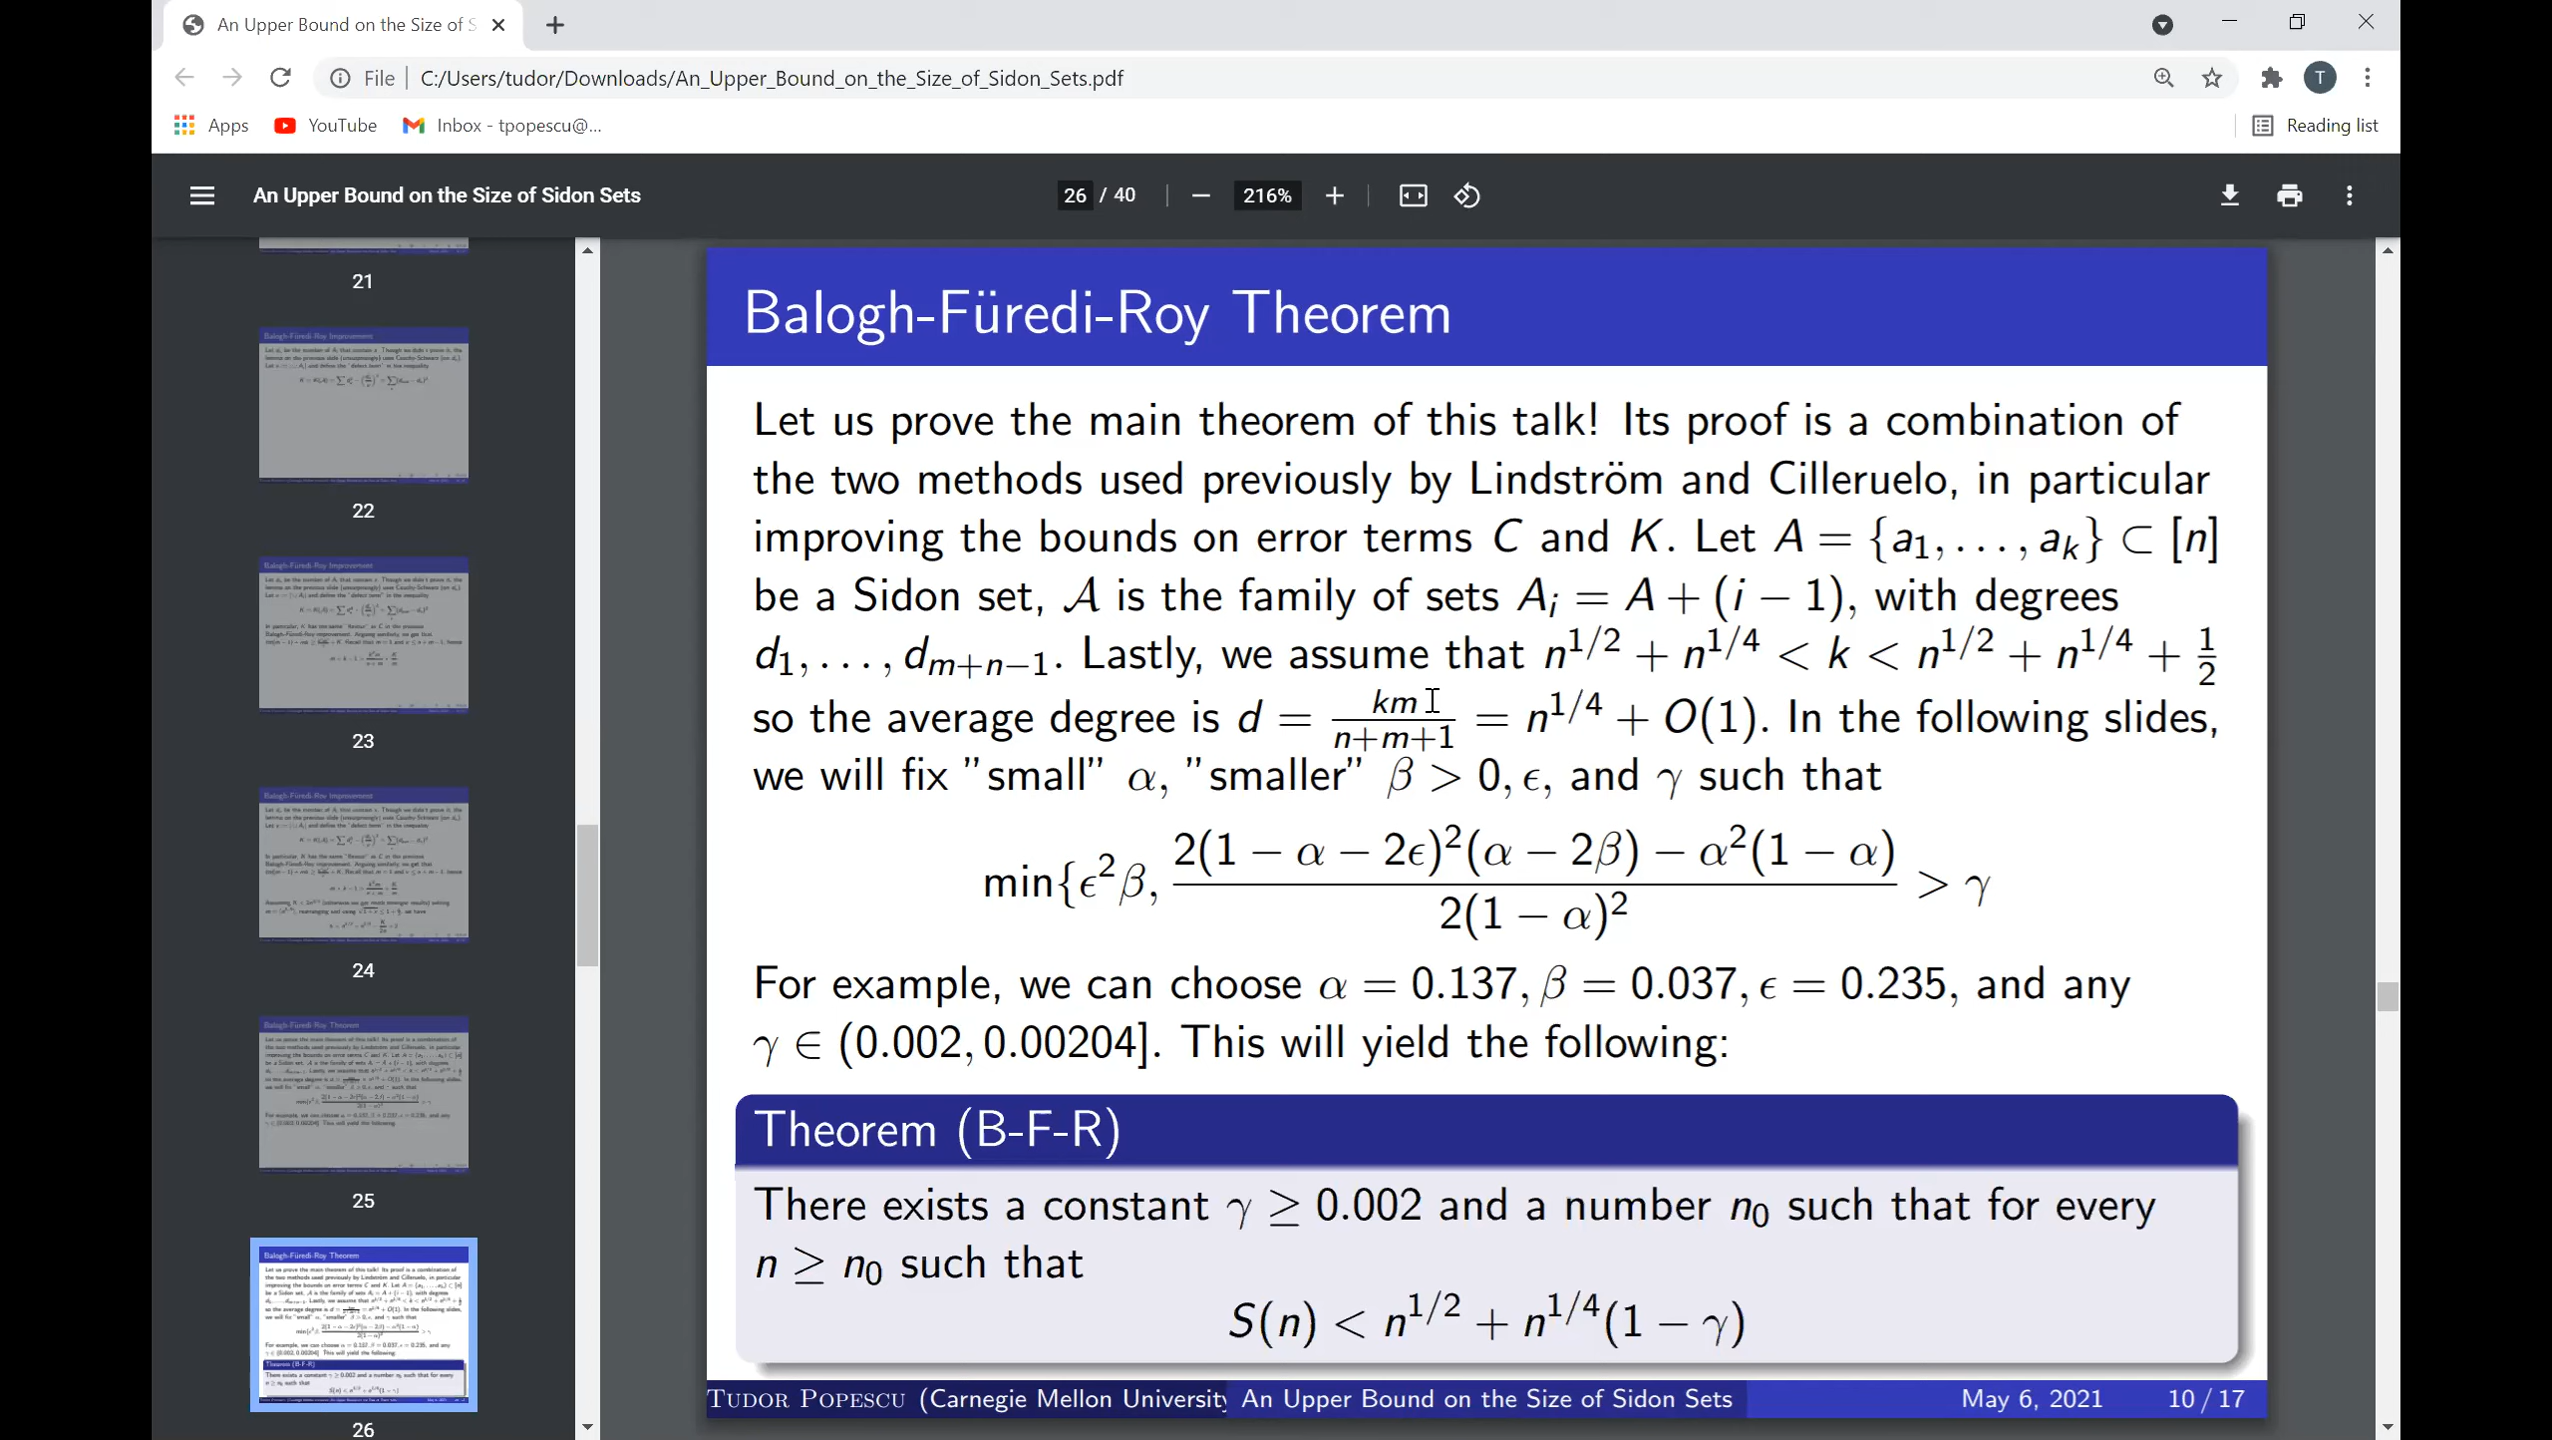 An Upper Bound on the Size of S
File C:/Users/tudor/Downloads/An_Upper_Bound_on_the_Size_of_Sidon_Sets.pdf
T
Apps YouTube Inbox - tpopescu@... Reading list
An Upper Bound on the Size of Sidon Sets 26 / 40 216%
21
22
23
24
25
26
Balogh-Füredi-Roy Theorem
Let us prove the main theorem of this talk! Its proof is a combination of
the two methods used previously by Lindström and Cilleruelo, in particular
improving the bounds on error terms C and K. Let A = {a₁, . . . , aₖ} ⊂ [n]
be a Sidon set, 𝒜 is the family of sets Aᵢ = A + (i − 1), with degrees
d₁, . . . , dₘ₊ₙ₋₁. Lastly, we assume that n^{1/2} + n^{1/4} < k < n^{1/2} + n^{1/4} + 1/2
so the average degree is d = km/(n+m+1) = n^{1/4} + O(1). In the following slides,
we will fix "small" α, "smaller" β > 0, ϵ, and γ such that
min{ϵ²β, (2(1 − α − 2ϵ)²(α − 2β) − α²(1 − α))/(2(1 − α)²) > γ
For example, we can choose α = 0.137, β = 0.037, ϵ = 0.235, and any
γ ∈ (0.002, 0.00204]. This will yield the following:
Theorem (B-F-R)
There exists a constant γ ≥ 0.002 and a number n₀ such that for every
n ≥ n₀ such that
S(n) < n^{1/2} + n^{1/4}(1 − γ)
Tudor Popescu (Carnegie Mellon University An Upper Bound on the Size of Sidon Sets May 6, 2021 10 / 17